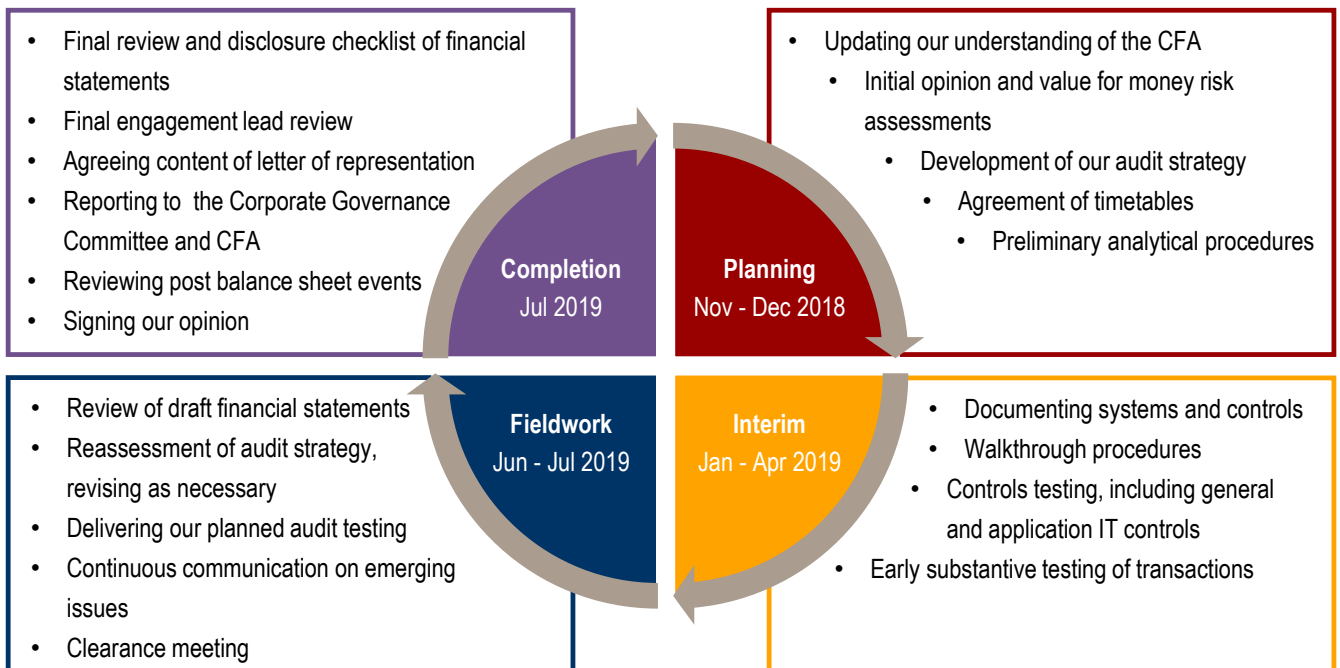 • Final review and disclosure checklist of financial
statements
• Final engagement lead review
• Agreeing content of letter of representation
• Reporting to  the Corporate Governance
Committee and CFA
• Reviewing post balance sheet events
• Signing our opinion
Completion
Jul 2019
• Updating our understanding of the CFA
• Initial opinion and value for money risk
assessments
• Development of our audit strategy
• Agreement of timetables
• Preliminary analytical procedures
Planning
Nov - Dec 2018
• Review of draft financial statements
• Reassessment of audit strategy,
revising as necessary
• Delivering our planned audit testing
• Continuous communication on emerging
issues
• Clearance meeting
Fieldwork
Jun - Jul 2019
Interim
Jan - Apr 2019
• Documenting systems and controls
• Walkthrough procedures
• Controls testing, including general
and application IT controls
• Early substantive testing of transactions